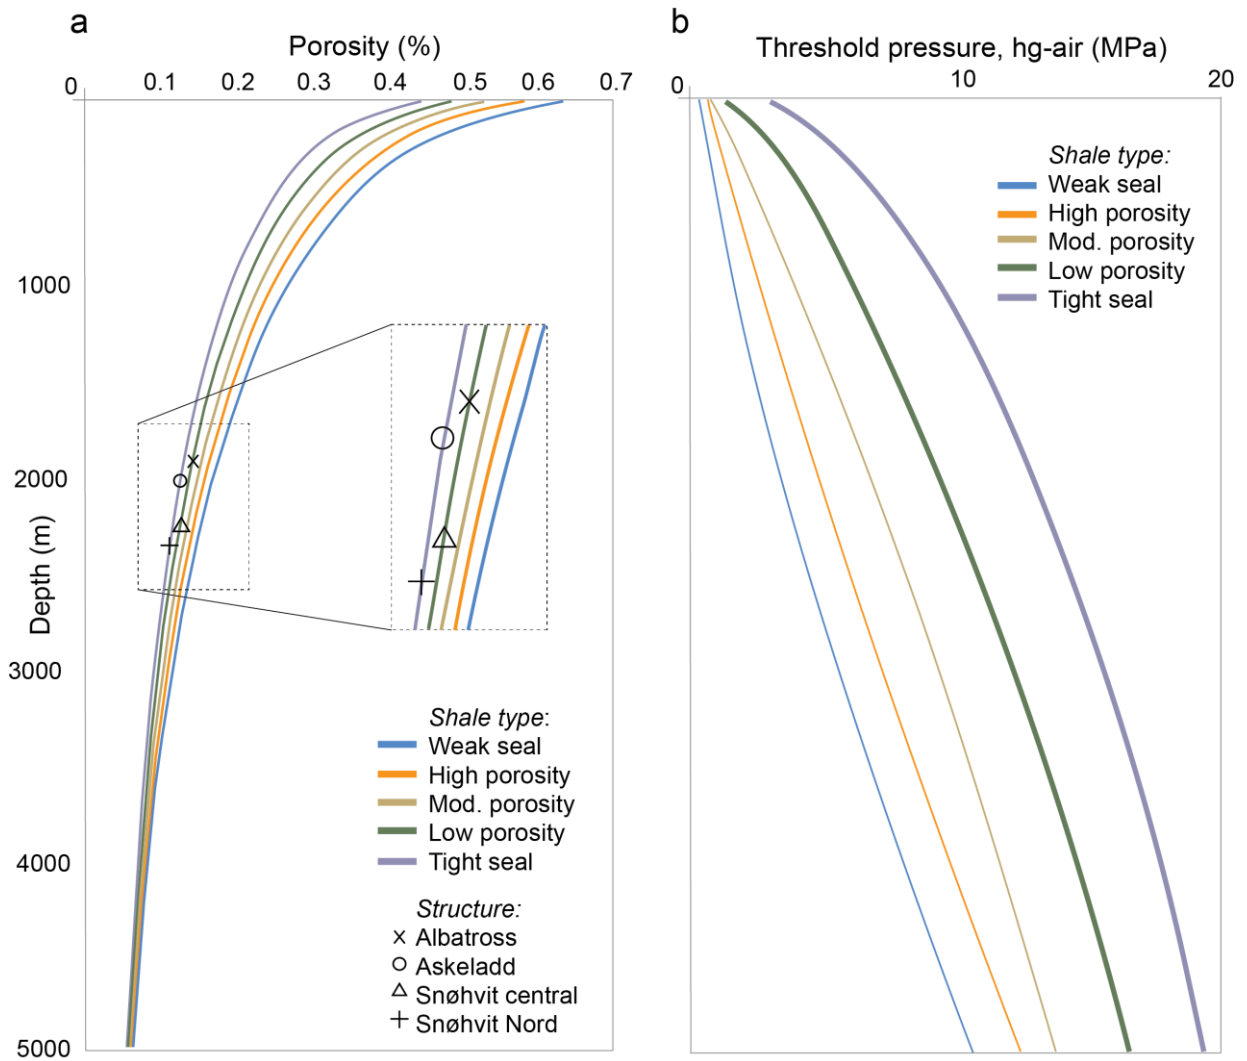 a
Porosity (%)
0 0.1 0.2 0.3 0.4 0.5 0.6 0.7
1000
2000
3000
4000
5000
Depth (m)
Shale type:
Weak seal
High porosity
Mod. porosity
Low porosity
Tight seal
Structure:
Albatross
Askeladd
Snøhvit central
Snøhvit Nord
b
Threshold pressure, hg-air (MPa)
0 10 20
Shale type:
Weak seal
High porosity
Mod. porosity
Low porosity
Tight seal